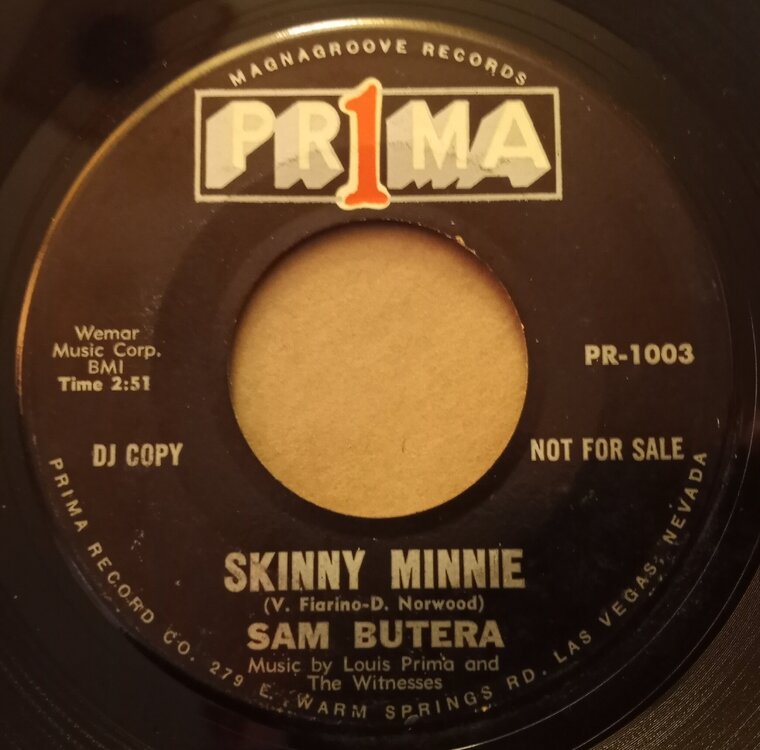 MAGNAGROOVE RECORDS
PR1MA
Wemar
Music Corp.
BMI
Time 2:51
PR-1003
DJ COPY
NOT FOR SALE
SKINNY MINNIE
(V. Fiarino-D. Norwood)
SAM BUTERA
Music by Louis Prima and
The Witnesses
PRIMA RECORD CO. 279 E. WARM SPRINGS RD. LAS VEGAS, NEVADA